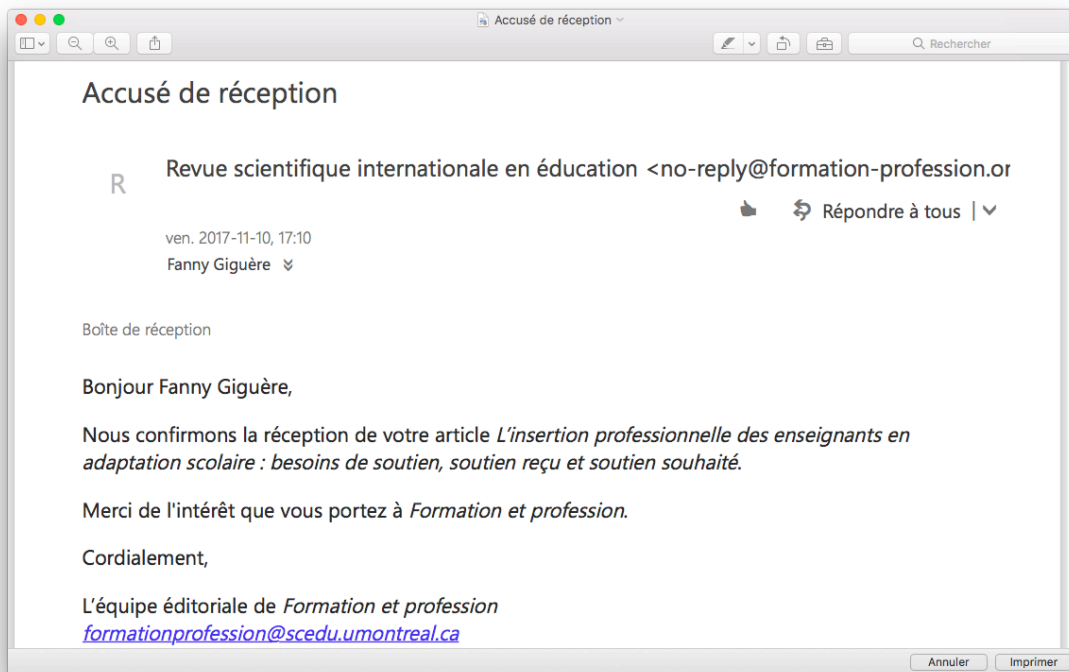 Accusé de réception
Rechercher
Accusé de réception
R
Revue scientifique internationale en éducation <no-reply@formation-profession.or
Répondre à tous
ven. 2017-11-10, 17:10
Fanny Giguère
Boîte de réception
Bonjour Fanny Giguère,
Nous confirmons la réception de votre article L'insertion professionnelle des enseignants en
adaptation scolaire : besoins de soutien, soutien reçu et soutien souhaité.
Merci de l'intérêt que vous portez à Formation et profession.
Cordialement,
L'équipe éditoriale de Formation et profession
formationprofession@scedu.umontreal.ca
Annuler Imprimer